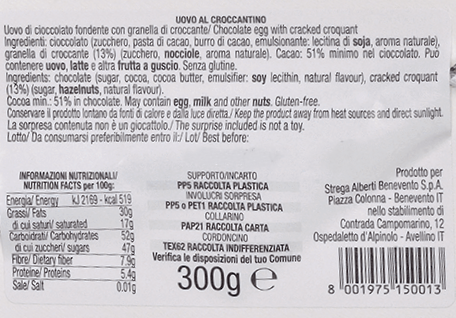 UOVO AL CROCCANTINO
Uovo di cioccolato fondente con granella di croccante/ Chocolate egg with cracked croquant
Ingredienti: cioccolato (zucchero, pasta di cacao, burro di cacao, emulsionante: lecitina di soja, aroma naturale),
granella di croccante (13%) (zucchero, nocciole, aroma naturale). Cacao: 51% minimo nel cioccolato. Può
contenere uovo, latte e altra frutta a guscio. Senza glutine.
Ingredients: chocolate (sugar, cocoa, cocoa butter, emulsifier: soy lecithin, natural flavour), cracked croquant
(13%) (sugar, hazelnuts, natural flavour).
Cocoa min.: 51% in chocolate. May contain egg, milk and other nuts. Gluten-free.
Conservare il prodotto lontano da fonti di calore e dalla luce diretta./ Keep the product away from heat sources and direct sunlight.
La sorpresa contenuta non è un giocattolo./ The surprise included is not a toy.
Lotto/ Da consumarsi preferibilmente entro il:/ Lot/ Best before:
INFORMAZIONI NUTRIZIONALI/
NUTRITION FACTS per 100g:
Energia/ Energy kJ 2169 - kcal 519
Grassi/ Fats 30g
di cui saturi/ saturated 17g
Carboidrati/ Carbohydrates 52g
di cui zuccheri/ sugars 47g
Fibre/ Dietary fiber 7.9g
Proteine/ Proteins 5.4g
Sale/ Salt 0.01g
SUPPORTO/INCARTO
PP5 RACCOLTA PLASTICA
INVOLUCRI SORPRESA
PP5 o PET1 RACCOLTA PLASTICA
COLLARINO
PAP21 RACCOLTA CARTA
CORDONCINO
TEX62 RACCOLTA INDIFFERENZIATA
Verifica le disposizioni del tuo Comune
300g e
Prodotto per
Strega Alberti Benevento S.p.A.
Piazza Colonna - Benevento IT
nello stabilimento di
Contrada Campomarino, 12
Ospedaletto d'Alpinolo - Avellino IT
8 001975 150013